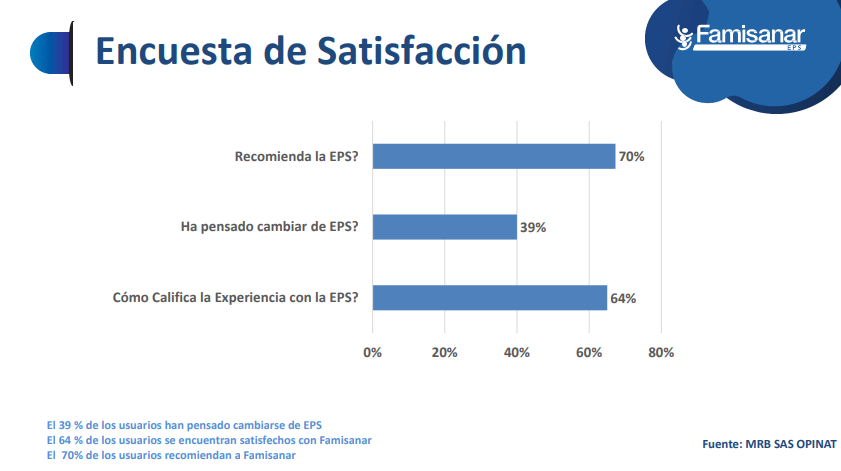 Encuesta de Satisfacción
Famisanar
EPS
Recomienda la EPS?
70%
Ha pensado cambiar de EPS?
39%
Cómo Califica la Experiencia con la EPS?
64%
0% 20% 40% 60% 80%
El 39 % de los usuarios han pensado cambiarse de EPS
El 64 % de los usuarios se encuentran satisfechos con Famisanar
El 70% de los usuarios recomiendan a Famisanar
Fuente: MRB SAS OPINAT